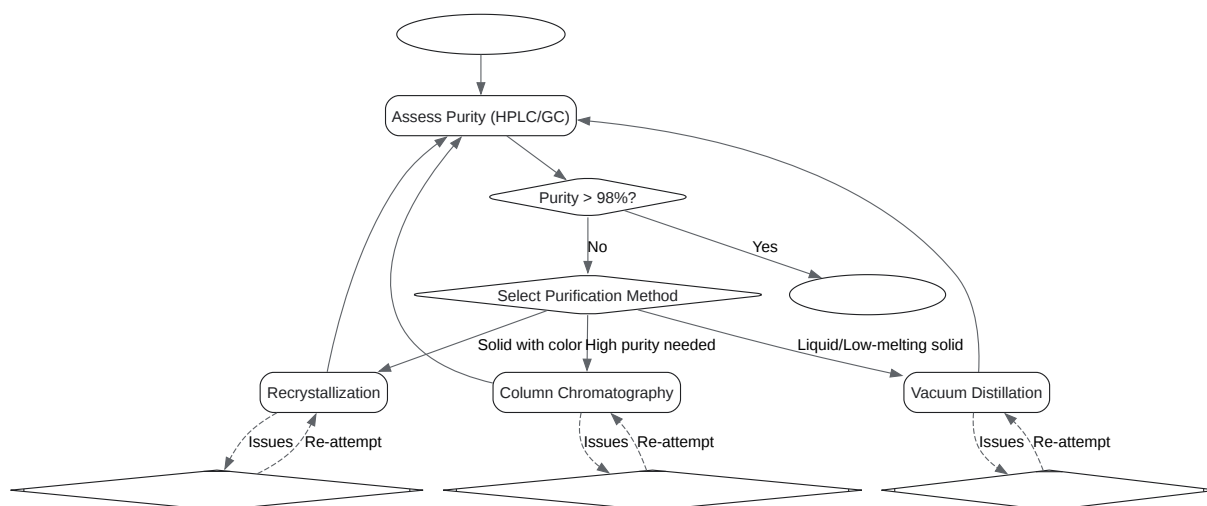 Assess Purity (HPLC/GC)
Purity > 98%?
No
Yes
Select Purification Method
Solid with color
High purity needed
Liquid/Low-melting solid
Recrystallization
Column Chromatography
Vacuum Distillation
Issues
Re-attempt
Issues
Re-attempt
Issues
Re-attempt